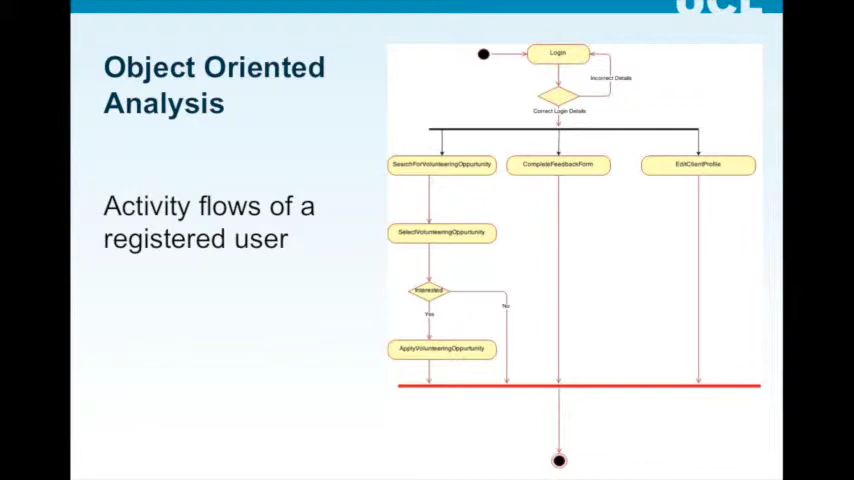 UCL
Object Oriented
Analysis
Activity flows of a
registered user
Login
Incorrect Details
Correct Login Details
SearchForVolunteeringOppurtunity
CompleteFeedbackForm
EditClientProfile
SelectVolunteeringOppurtunity
Interested
Yes
No
ApplyVolunteeringOppurtunity